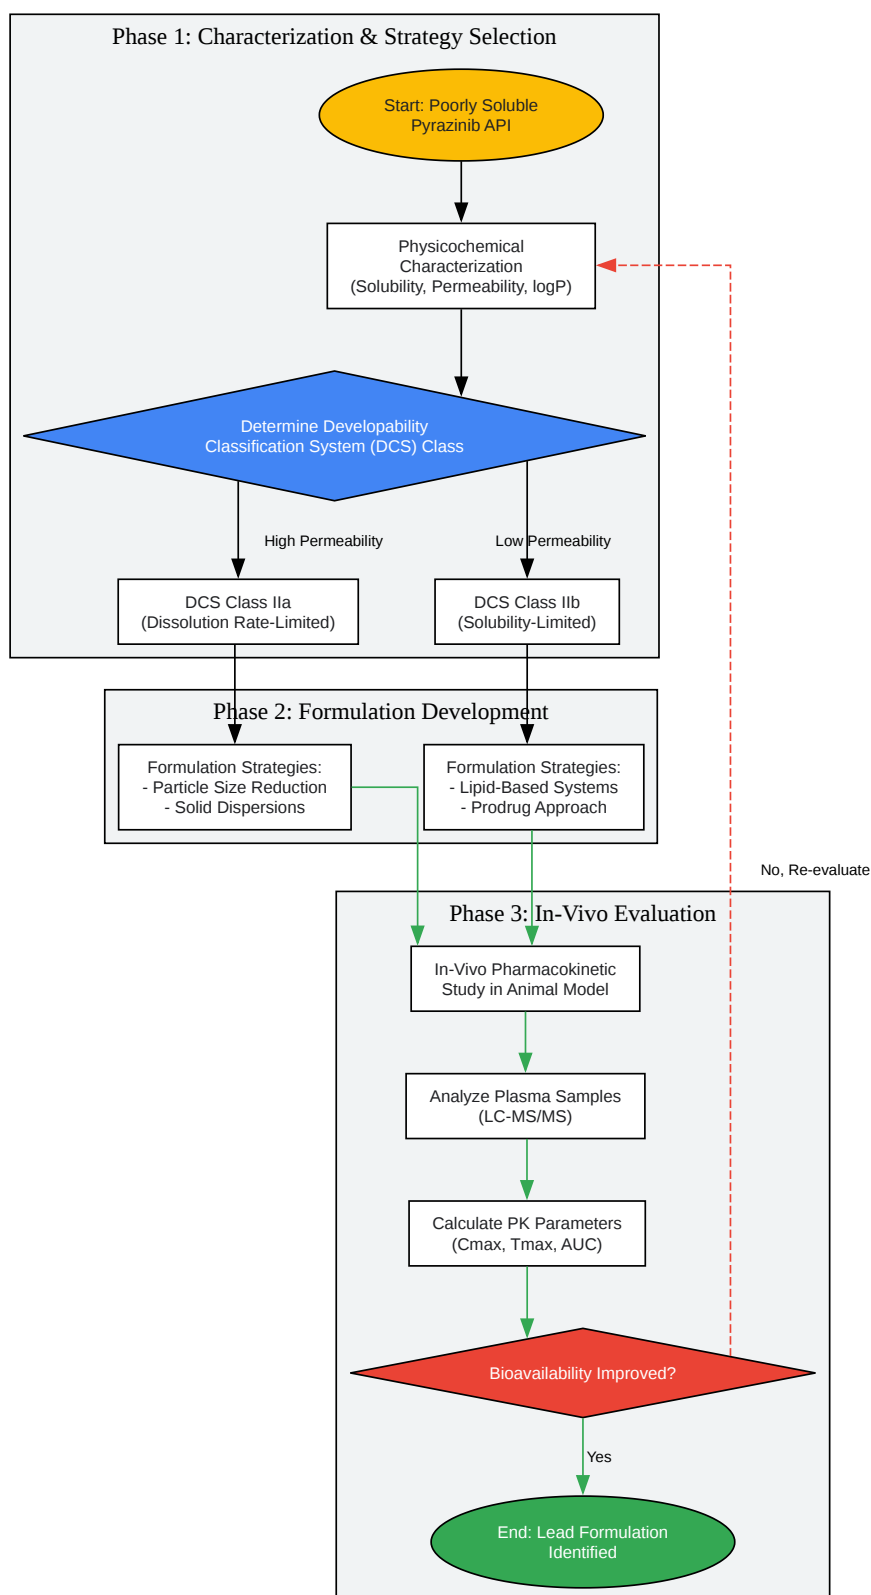 Phase 1: Characterization & Strategy Selection
Start: Poorly Soluble
Pyrazinib API
Physicochemical
Characterization
(Solubility, Permeability, logP)
Determine Developability
Classification System (DCS) Class
High Permeability
Low Permeability
DCS Class IIa
(Dissolution Rate-Limited)
DCS Class IIb
(Solubility-Limited)
Phase 2: Formulation Development
Formulation Strategies:
- Particle Size Reduction
- Solid Dispersions
Formulation Strategies:
- Lipid-Based Systems
- Prodrug Approach
No, Re-evaluate
Phase 3: In-Vivo Evaluation
In-Vivo Pharmacokinetic
Study in Animal Model
Analyze Plasma Samples
(LC-MS/MS)
Calculate PK Parameters
(Cmax, Tmax, AUC)
Bioavailability Improved?
Yes
End: Lead Formulation
Identified